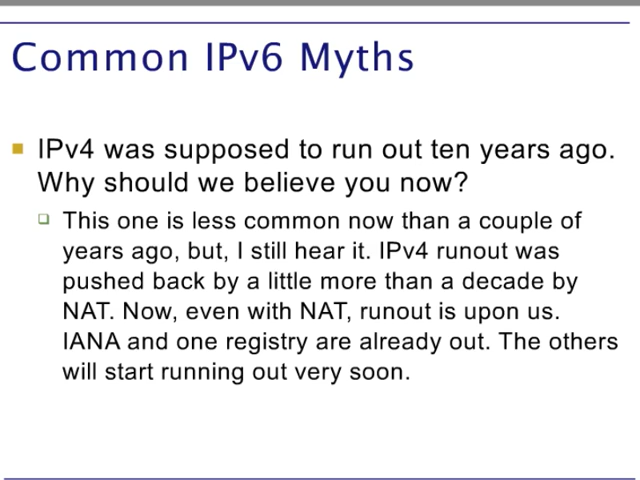 Common IPv6 Myths
IPv4 was supposed to run out ten years ago.
Why should we believe you now?
This one is less common now than a couple of
years ago, but, I still hear it. IPv4 runout was
pushed back by a little more than a decade by
NAT. Now, even with NAT, runout is upon us.
IANA and one registry are already out. The others
will start running out very soon.